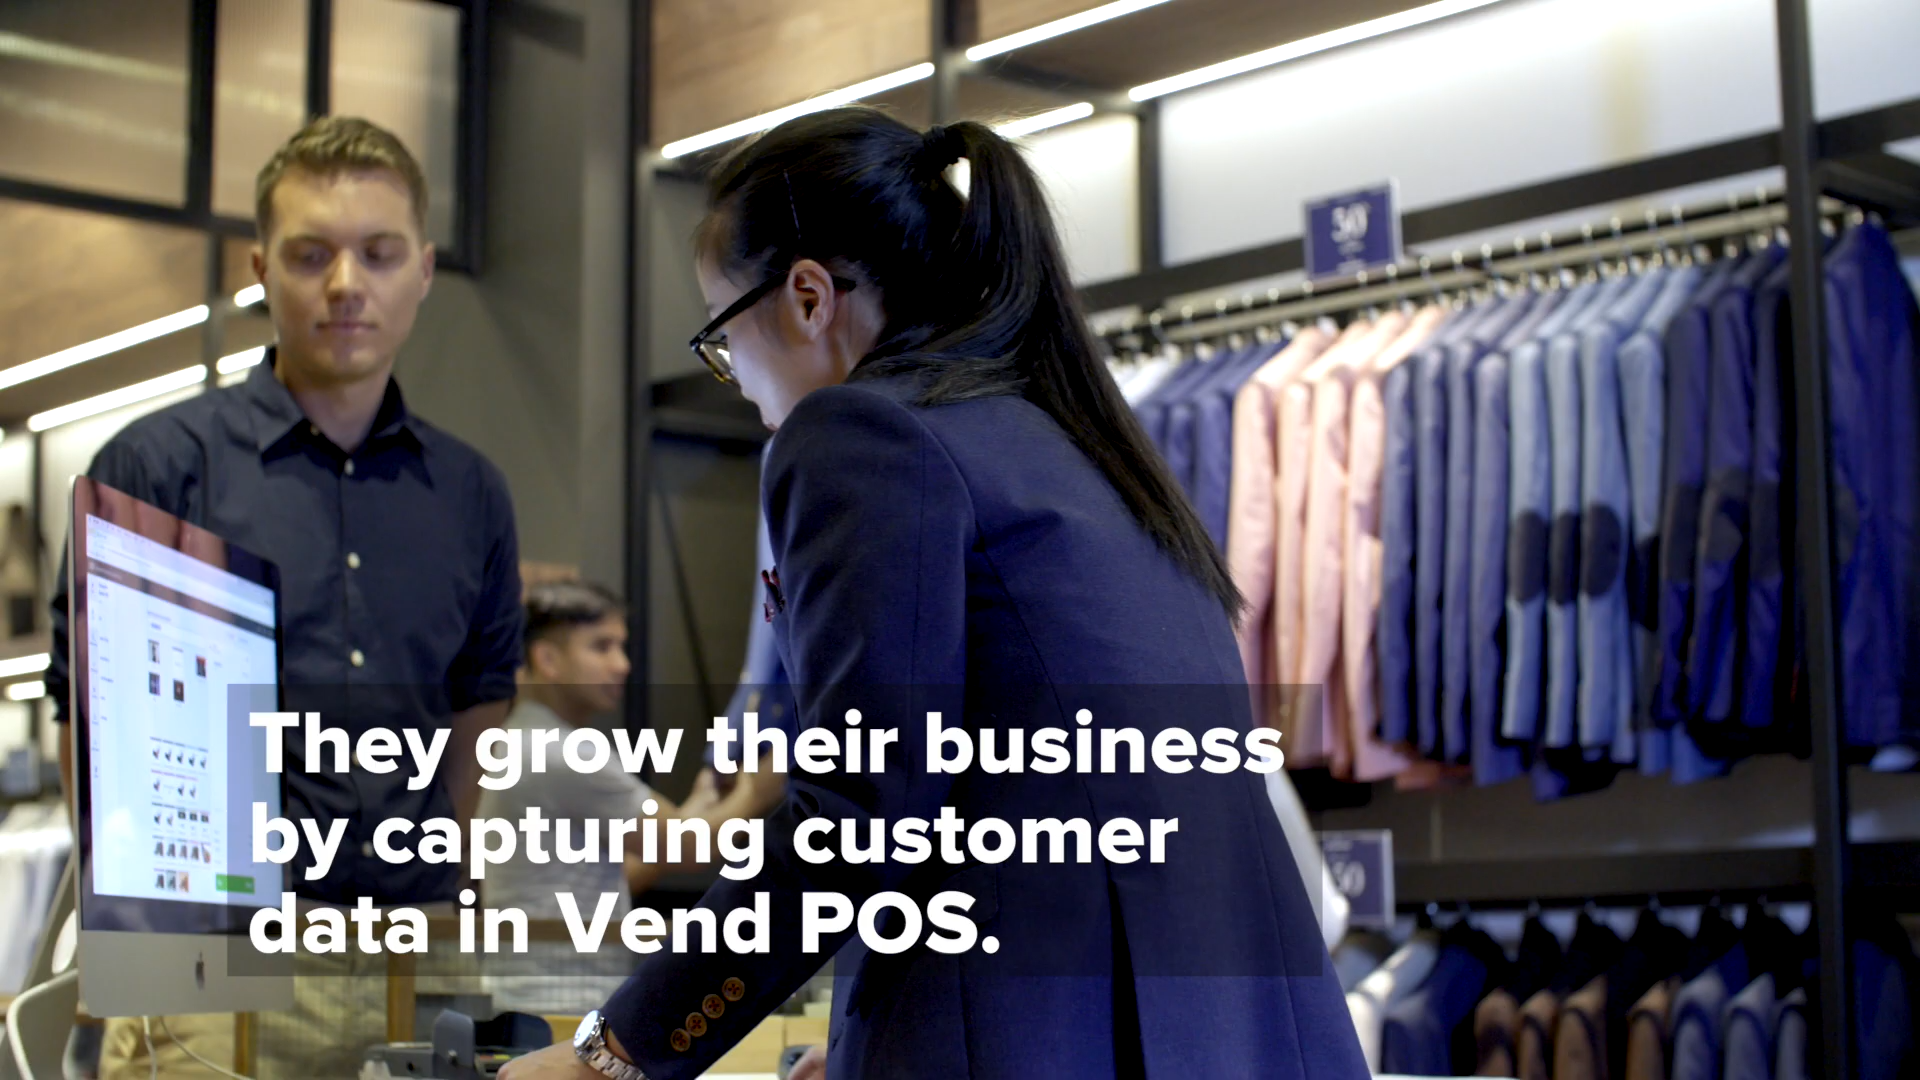 They grow their business
by capturing customer
data in Vend POS.